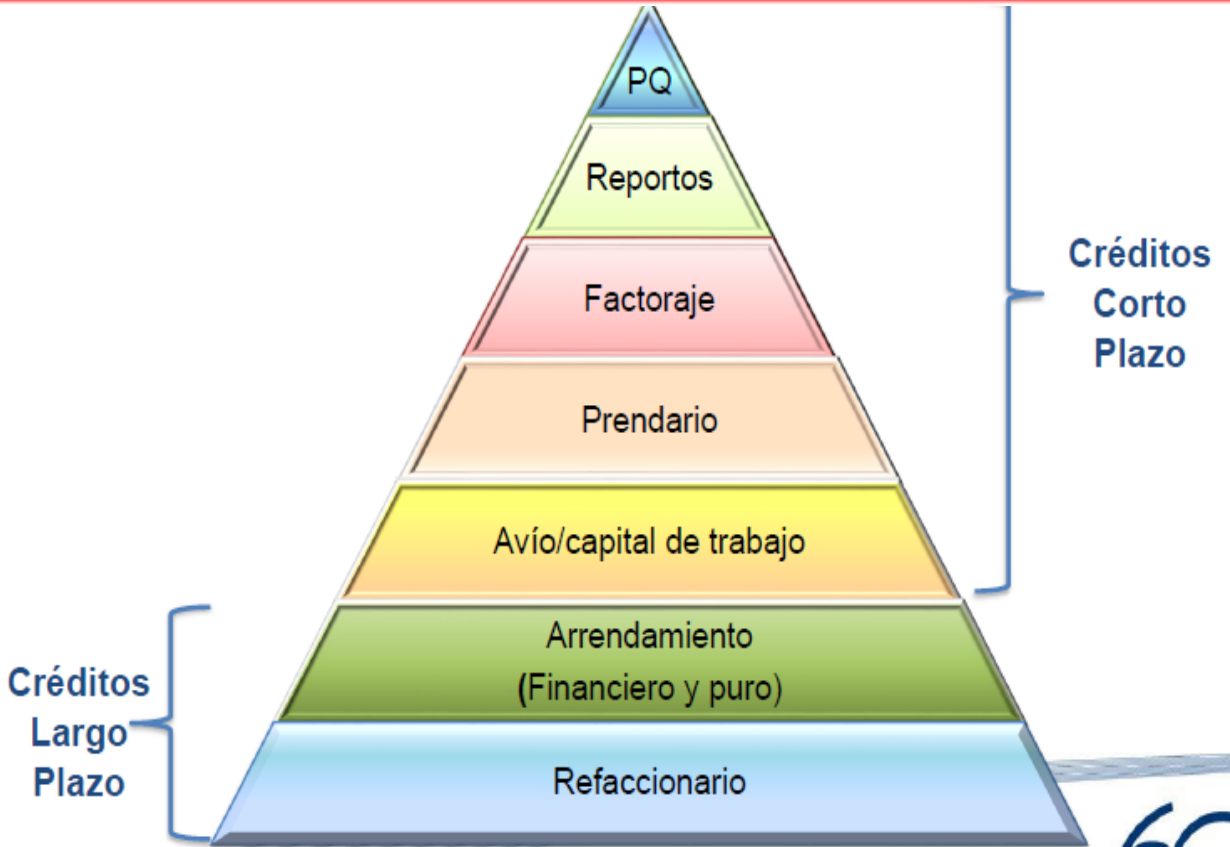 PQ
Reportos
Factoraje
Prendario
Avío/capital de trabajo
Arrendamiento
(Financiero y puro)
Refaccionario
Créditos
Corto
Plazo
Créditos
Largo
Plazo